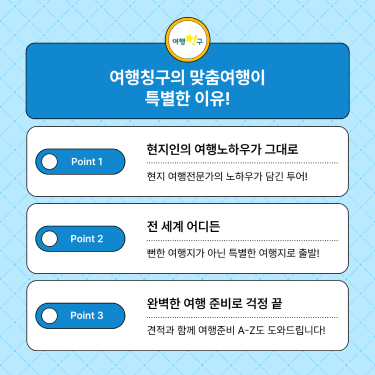 여행칭구
여행칭구의 맞춤여행이
특별한 이유!
Point 1
현지인의 여행노하우가 그대로
현지 여행전문가의 노하우가 담긴 투어!
Point 2
전 세계 어디든
뻔한 여행지가 아닌 특별한 여행지로 출발!
Point 3
완벽한 여행 준비로 걱정 끝
견적과 함께 여행준비 A-Z도 도와드립니다!